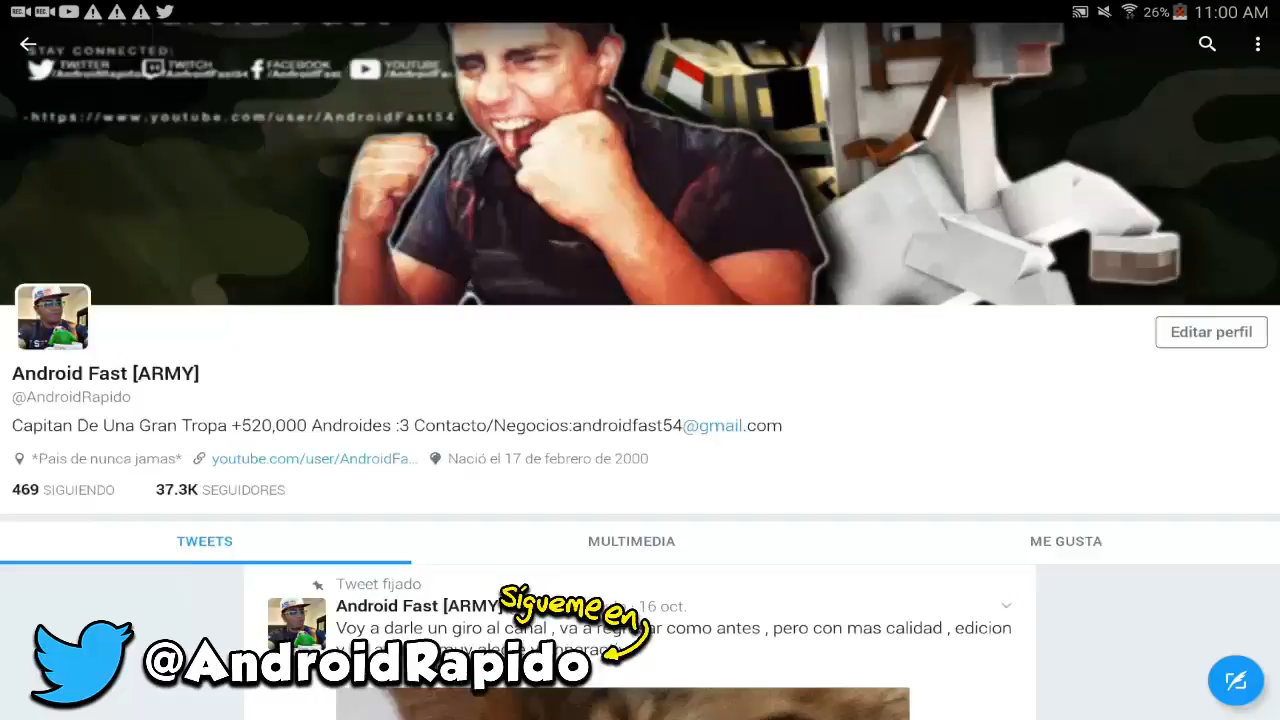 REC REC 26% 11:00 AM
STAY CONNECTED:
TWITTER TWITCH FACEBOOK YOUTUBE
-https://www.youtube.com/user/AndroidFast54
Editar perfil
Android Fast [ARMY]
@AndroidRapido
Capitan De Una Gran Tropa +520,000 Androides :3 Contacto/Negocios:androidfast54@gmail.com
*Pais de nunca jamas* youtube.com/user/AndroidFa... Nació el 17 de febrero de 2000
469 SIGUIENDO 37.3K SEGUIDORES
TWEETS MULTIMEDIA ME GUSTA
Tweet fijado
Android Fast [ARMY] 16 oct.
Sígueme en
Voy a darle un giro al canal , va a regresar como antes , pero con mas calidad , edicion
@AndroidRapido